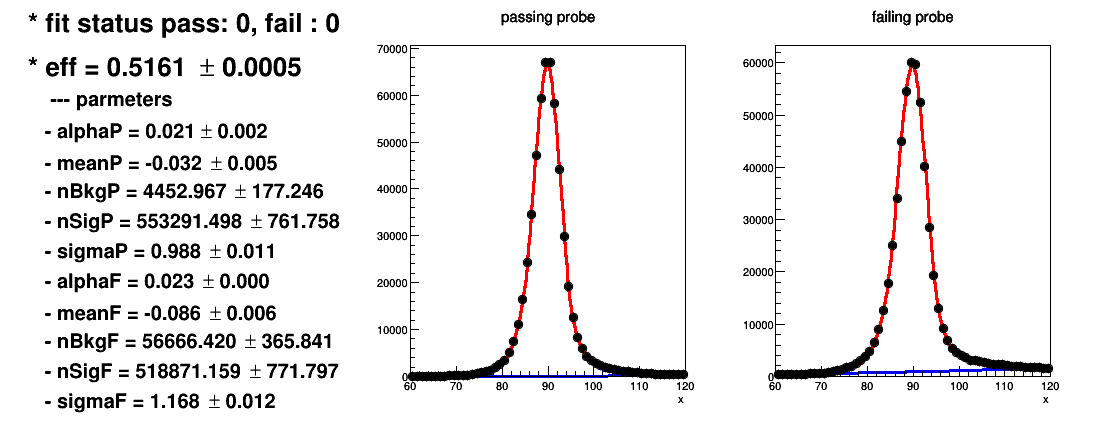 * fit status pass: 0, fail : 0
* eff = 0.5161 ± 0.0005
--- parmeters
- alphaP = 0.021 ± 0.002
- meanP = -0.032 ± 0.005
- nBkgP = 4452.967 ± 177.246
- nSigP = 553291.498 ± 761.758
- sigmaP = 0.988 ± 0.011
- alphaF = 0.023 ± 0.000
- meanF = -0.086 ± 0.006
- nBkgF = 56666.420 ± 365.841
- nSigF = 518871.159 ± 771.797
- sigmaF = 1.168 ± 0.012
passing probe
70000
60000
50000
40000
30000
20000
10000
0
60 70 80 90 100 110 120
x
failing probe
60000
50000
40000
30000
20000
10000
0
60 70 80 90 100 110 120
x